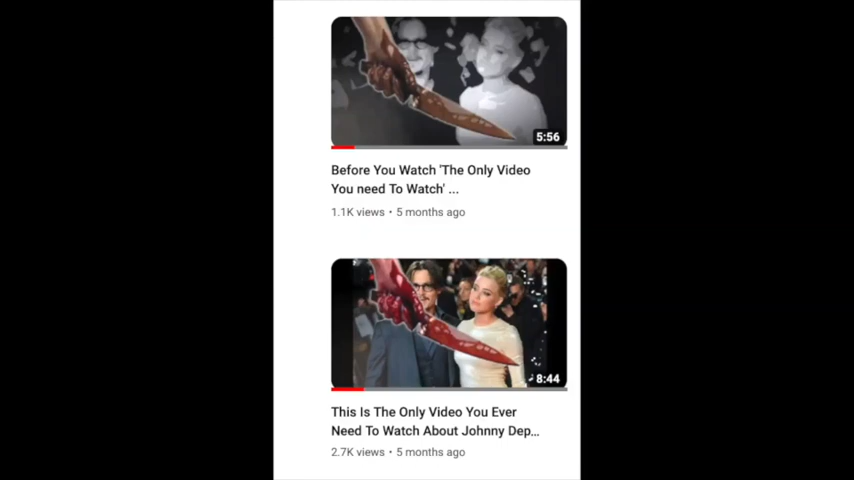 5:56
Before You Watch 'The Only Video
You need To Watch' ...
1.1K views • 5 months ago
8:44
This Is The Only Video You Ever
Need To Watch About Johnny Dep...
2.7K views • 5 months ago